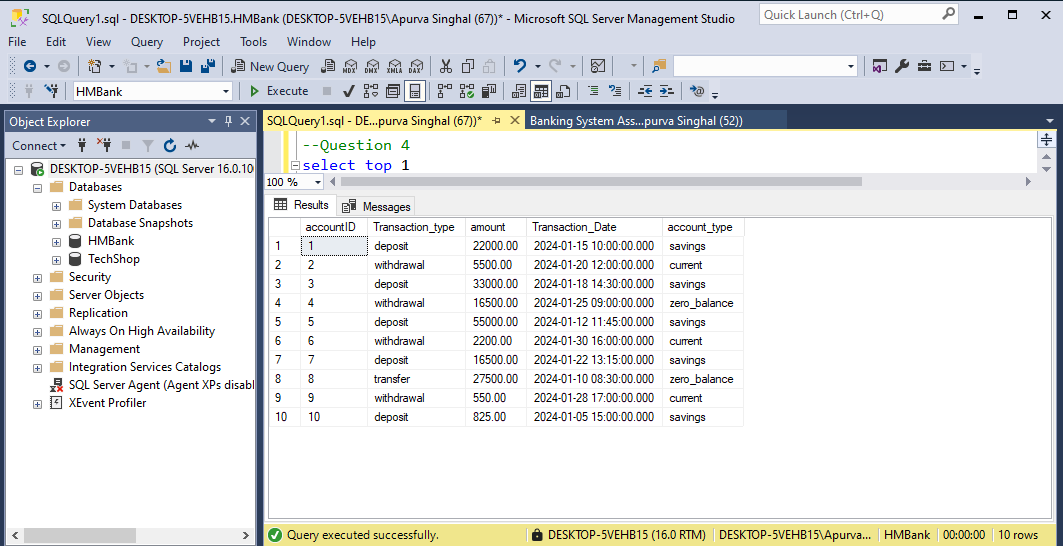 SQLQuery1.sql - DESKTOP-5VEHB15.HMBank (DESKTOP-5VEHB15\Apurva Singhal (67))* - Microsoft SQL Server Management Studio
Quick Launch (Ctrl+Q)
File Edit View Query Project Tools Window Help
New Query MDX DMX XMLA DAX
HMBank Execute
Object Explorer
Connect
DESKTOP-5VEHB15 (SQL Server 16.0.10
Databases
System Databases
Database Snapshots
HMBank
TechShop
Security
Server Objects
Replication
Always On High Availability
Management
Integration Services Catalogs
SQL Server Agent (Agent XPs disabl
XEvent Profiler
SQLQuery1.sql - DE...purva Singhal (67))* Banking System Ass...purva Singhal (52))
--Question 4
select top 1
100 %
Results Messages
accountID Transaction_type amount Transaction_Date account_type
1 1 deposit 22000.00 2024-01-15 10:00:00.000 savings
2 2 withdrawal 5500.00 2024-01-20 12:00:00.000 current
3 3 deposit 33000.00 2024-01-18 14:30:00.000 savings
4 4 withdrawal 16500.00 2024-01-25 09:00:00.000 zero_balance
5 5 deposit 55000.00 2024-01-12 11:45:00.000 savings
6 6 withdrawal 2200.00 2024-01-30 16:00:00.000 current
7 7 deposit 16500.00 2024-01-22 13:15:00.000 savings
8 8 transfer 27500.00 2024-01-10 08:30:00.000 zero_balance
9 9 withdrawal 550.00 2024-01-28 17:00:00.000 current
10 10 deposit 825.00 2024-01-05 15:00:00.000 savings
Query executed successfully. DESKTOP-5VEHB15 (16.0 RTM) DESKTOP-5VEHB15\Apurva... HMBank 00:00:00 10 rows